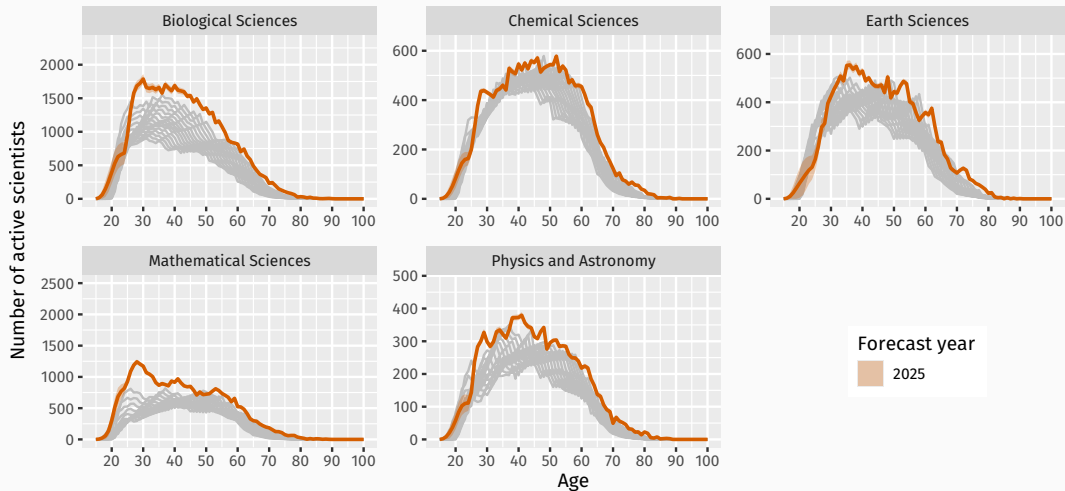 Biological Sciences
Chemical Sciences
Earth Sciences
2000
1500
1000
500
0
600
400
200
0
600
400
200
0
20 30 40 50 60 70 80 90 100
20 30 40 50 60 70 80 90 100
20 30 40 50 60 70 80 90 100
Number of active scientists
Mathematical Sciences
Physics and Astronomy
2500
2000
1500
1000
500
0
500
400
300
200
100
0
20 30 40 50 60 70 80 90 100
20 30 40 50 60 70 80 90 100
Age
Forecast year
2025